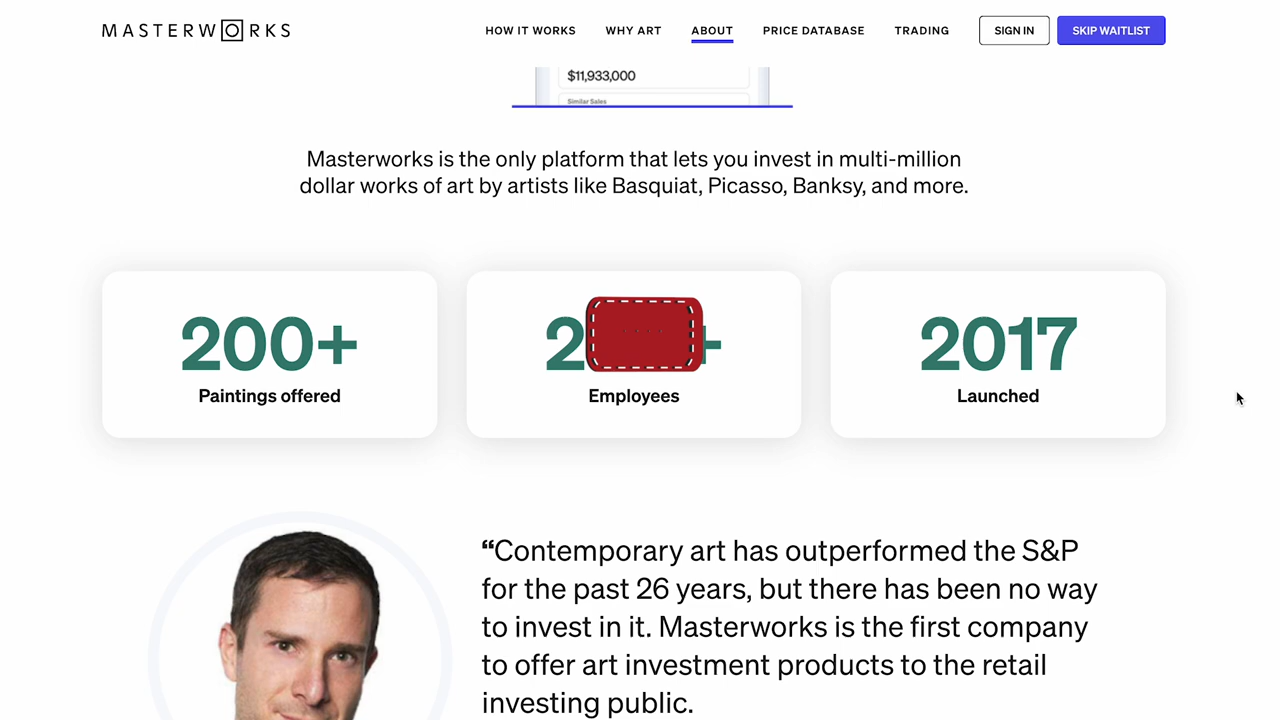 MASTERWORKS
HOW IT WORKS
WHY ART
ABOUT
PRICE DATABASE
TRADING
SIGN IN
SKIP WAITLIST
$11,933,000
Similar Sales
Masterworks is the only platform that lets you invest in multi-million
dollar works of art by artists like Basquiat, Picasso, Banksy, and more.
200+
Paintings offered
Employees
2017
Launched
“Contemporary art has outperformed the S&P
for the past 26 years, but there has been no way
to invest in it. Masterworks is the first company
to offer art investment products to the retail
investing public.